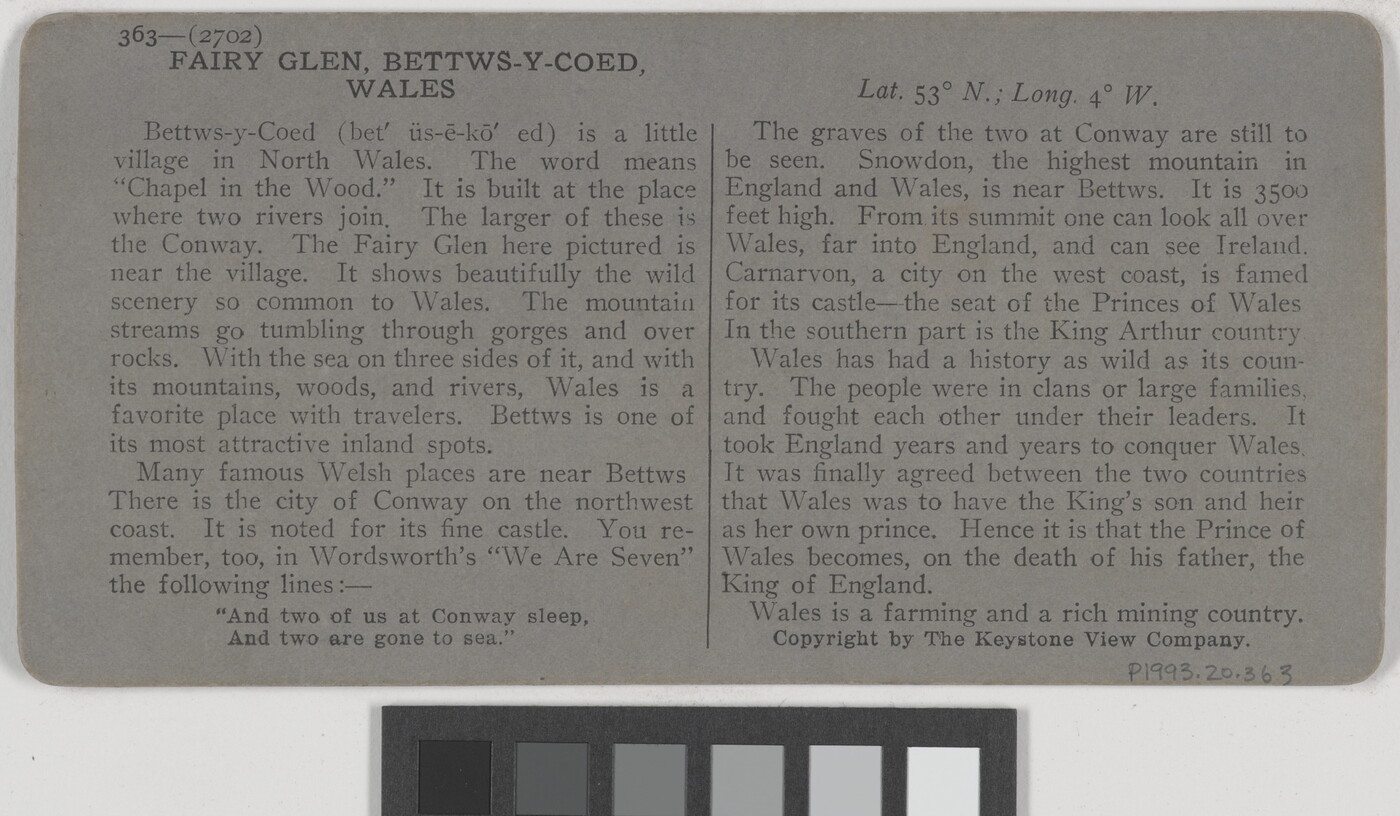 363—(2702)
FAIRY GLEN, BETTWS-Y-COED,
WALES
Bettws-y-Coed (bet′ üs-ē-kō′ ed) is a little
village in North Wales. The word means
“Chapel in the Wood.” It is built at the place
where two rivers join. The larger of these is
the Conway. The Fairy Glen here pictured is
near the village. It shows beautifully the wild
scenery so common to Wales. The mountain
streams go tumbling through gorges and over
rocks. With the sea on three sides of it, and with
its mountains, woods, and rivers, Wales is a
favorite place with travelers. Bettws is one of
its most attractive inland spots.
Many famous Welsh places are near Bettws
There is the city of Conway on the northwest
coast. It is noted for its fine castle. You re-
member, too, in Wordsworth’s “We Are Seven”
the following lines:—
“And two of us at Conway sleep,
And two are gone to sea.”
Lat. 53° N.; Long. 4° W.
The graves of the two at Conway are still to
be seen. Snowdon, the highest mountain in
England and Wales, is near Bettws. It is 3500
feet high. From its summit one can look all over
Wales, far into England, and can see Ireland.
Carnarvon, a city on the west coast, is famed
for its castle—the seat of the Princes of Wales
In the southern part is the King Arthur country.
Wales has had a history as wild as its coun-
try. The people were in clans or large families,
and fought each other under their leaders. It
took England years and years to conquer Wales.
It was finally agreed between the two countries
that Wales was to have the King’s son and heir
as her own prince. Hence it is that the Prince of
Wales becomes, on the death of his father, the
King of England.
Wales is a farming and a rich mining country.
Copyright by The Keystone View Company.
P1993.20.363